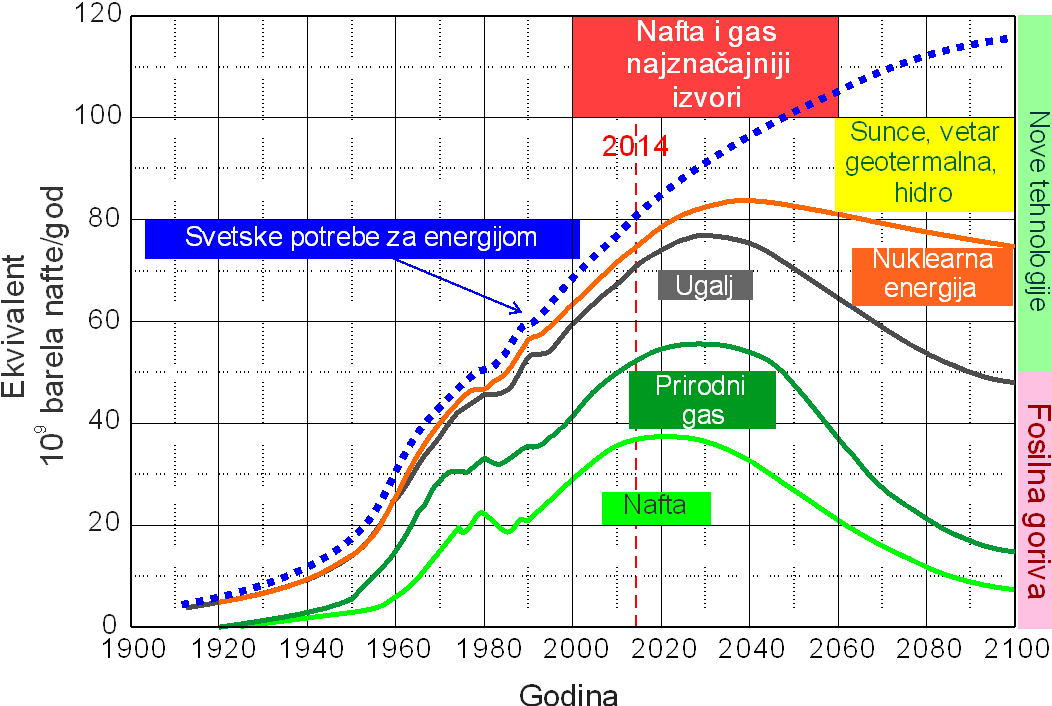 120
100
80
60
40
20
0
Ekvivalent
10⁹ barela nafte/god
Nafta i gas
najznačajniji
izvori
2014
Sunce, vetar
geotermalna,
hidro
Svetske potrebe za energijom
Nuklearna
energija
Ugalj
Prirodni
gas
Nafta
Nove tehnologije
Fosilna goriva
1900 1920 1940 1960 1980 2000 2020 2040 2060 2080 2100
Godina